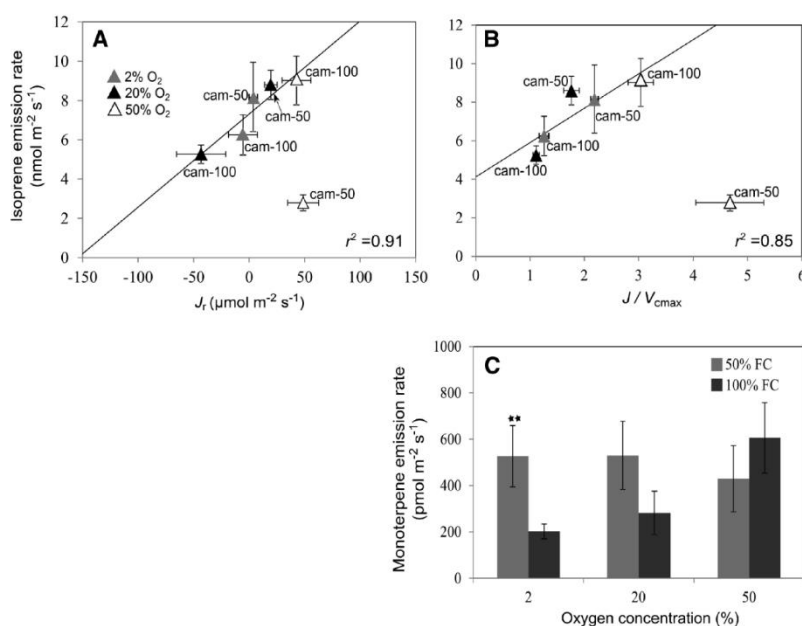 A
2% O₂
20% O₂
50% O₂
cam-50
cam-100
cam-50
cam-100
cam-100
cam-50
r² =0.91
Isoprene emission rate
(nmol m⁻² s⁻¹)
12
10
8
6
4
2
0
-150 -100 -50 0 50 100 150
Jr (µmol m⁻² s⁻¹)
B
cam-50
cam-100
cam-50
cam-100
cam-100
cam-50
r² =0.85
12
10
8
6
4
2
0
0 1 2 3 4 5 6
J / Vcmax
C
50% FC
100% FC
**
Monoterpene emission rate
(pmol m⁻² s⁻¹)
1000
800
600
400
200
0
2 20 50
Oxygen concentration (%)